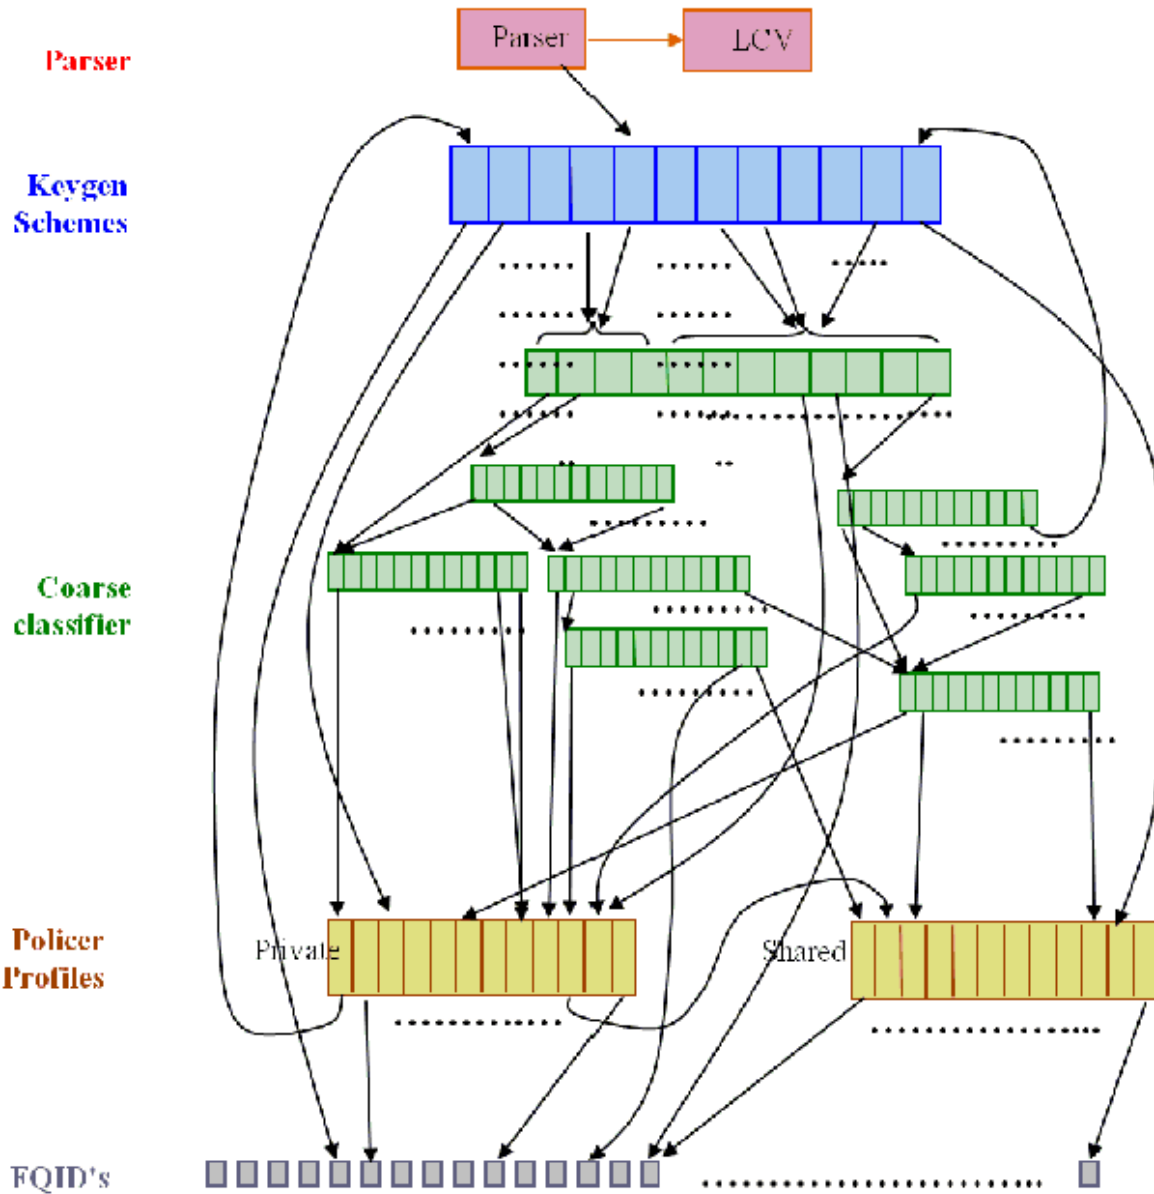 Parser
LCV
Parser
Keygen
Schemes
Coarse
classifier
Policer
Profiles
Private
Shared
FQID's